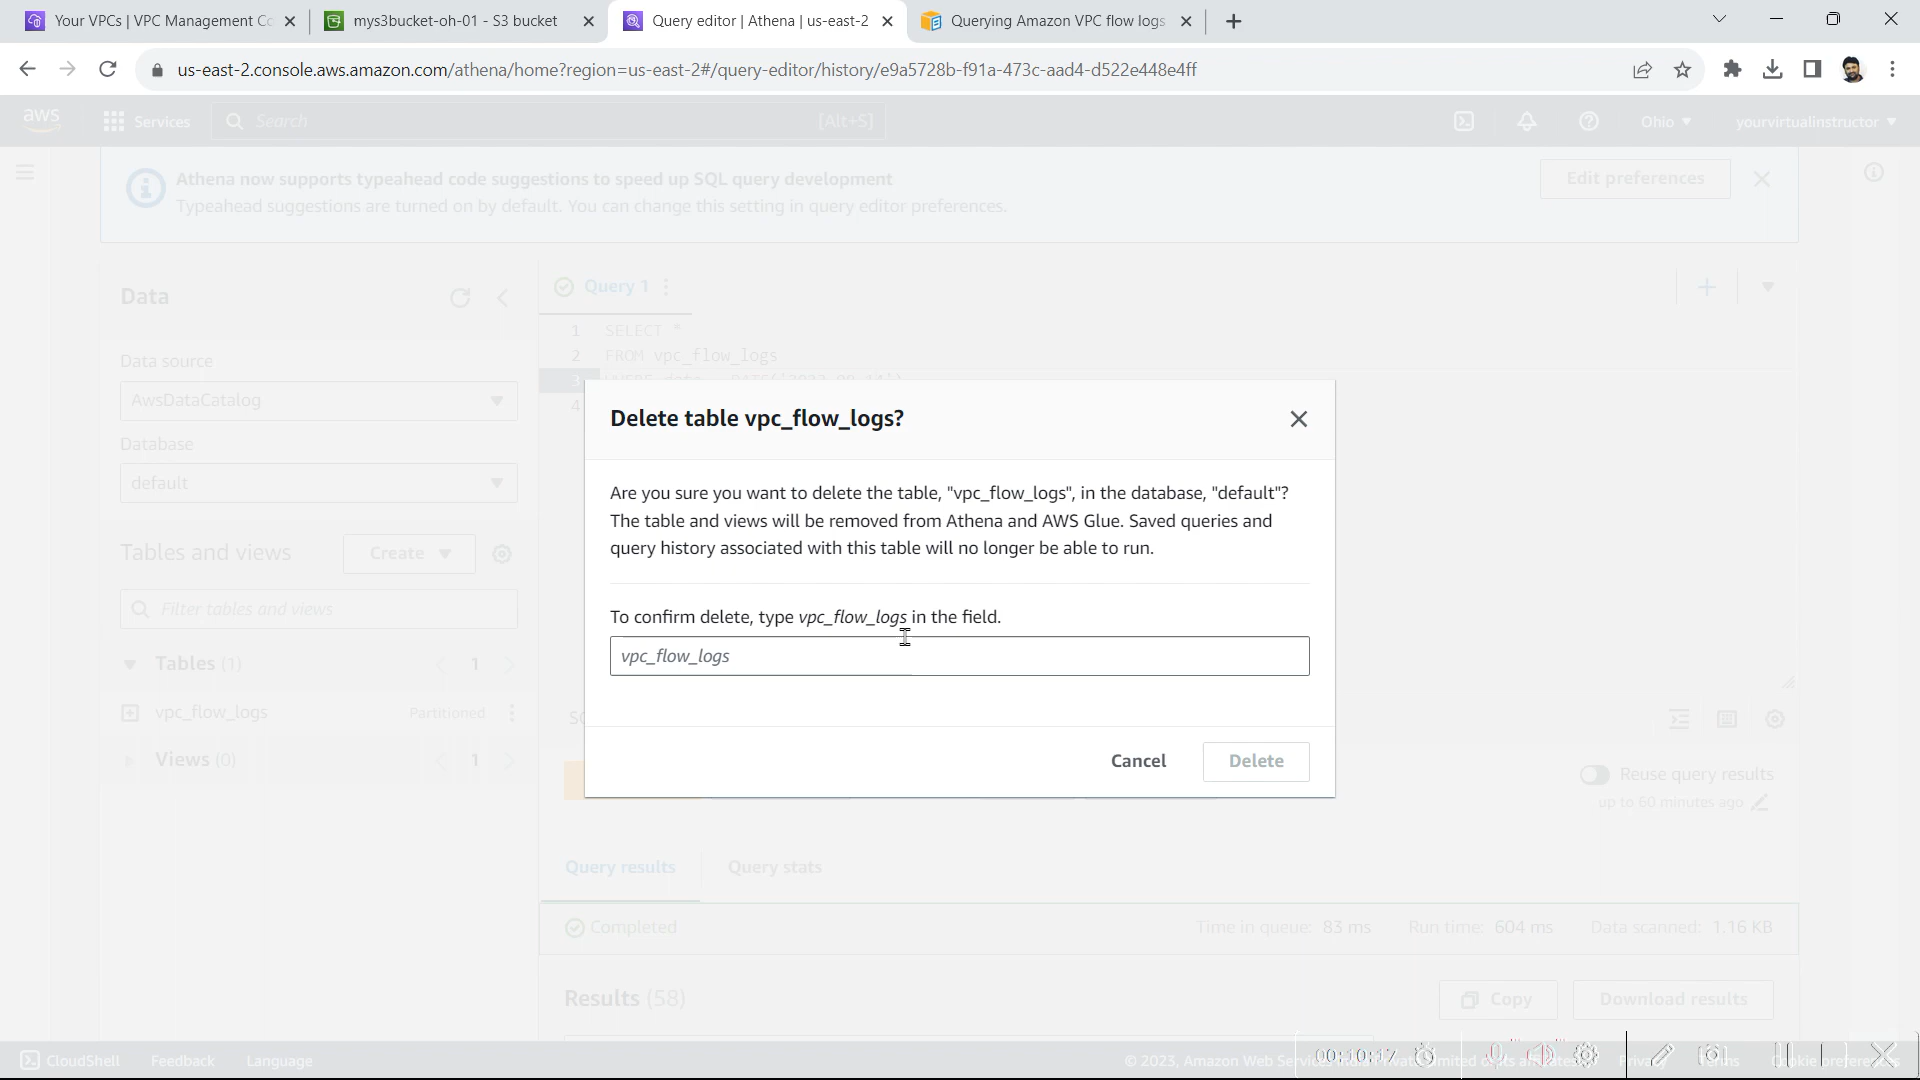 Your VPCs | VPC Management Co
mys3bucket-oh-01 - S3 bucket
Query editor | Athena | us-east-2
Querying Amazon VPC flow logs
us-east-2.console.aws.amazon.com/athena/home?region=us-east-2#/query-editor/history/e9a5728b-f91a-473c-aad4-d522e448e4ff
aws
Services
Search
[Alt+S]
Ohio
yourvirtualinstructor
Athena now supports typeahead code suggestions to speed up SQL query development
Typeahead suggestions are turned on by default. You can change this setting in query editor preferences.
Edit preferences
Data
Data source
AwsDataCatalog
Database
default
Tables and views
Create
Filter tables and views
Tables (1)
1
vpc_flow_logs
Partitioned
Views (0)
1
Query 1
1 SELECT *
2 FROM vpc_flow_logs
3
4
Delete table vpc_flow_logs?
Are you sure you want to delete the table, "vpc_flow_logs", in the database, "default"?
The table and views will be removed from Athena and AWS Glue. Saved queries and
query history associated with this table will no longer be able to run.
To confirm delete, type vpc_flow_logs in the field.
vpc_flow_logs
Cancel
Delete
Reuse query results
up to 60 minutes ago
Query results
Query stats
Completed
Time in queue: 83 ms
Run time: 604 ms
Data scanned: 1.16 KB
Results (58)
Copy
Download results
CloudShell
Feedback
Language
© 2023, Amazon Web Services India Private Limited
00:10:17